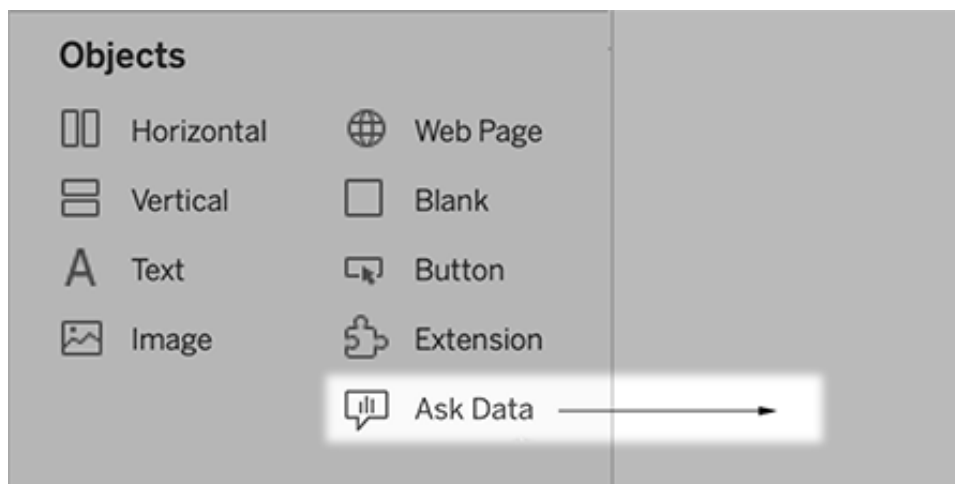 Objects
Horizontal
Web Page
Vertical
Blank
Text
Button
Image
Extension
Ask Data